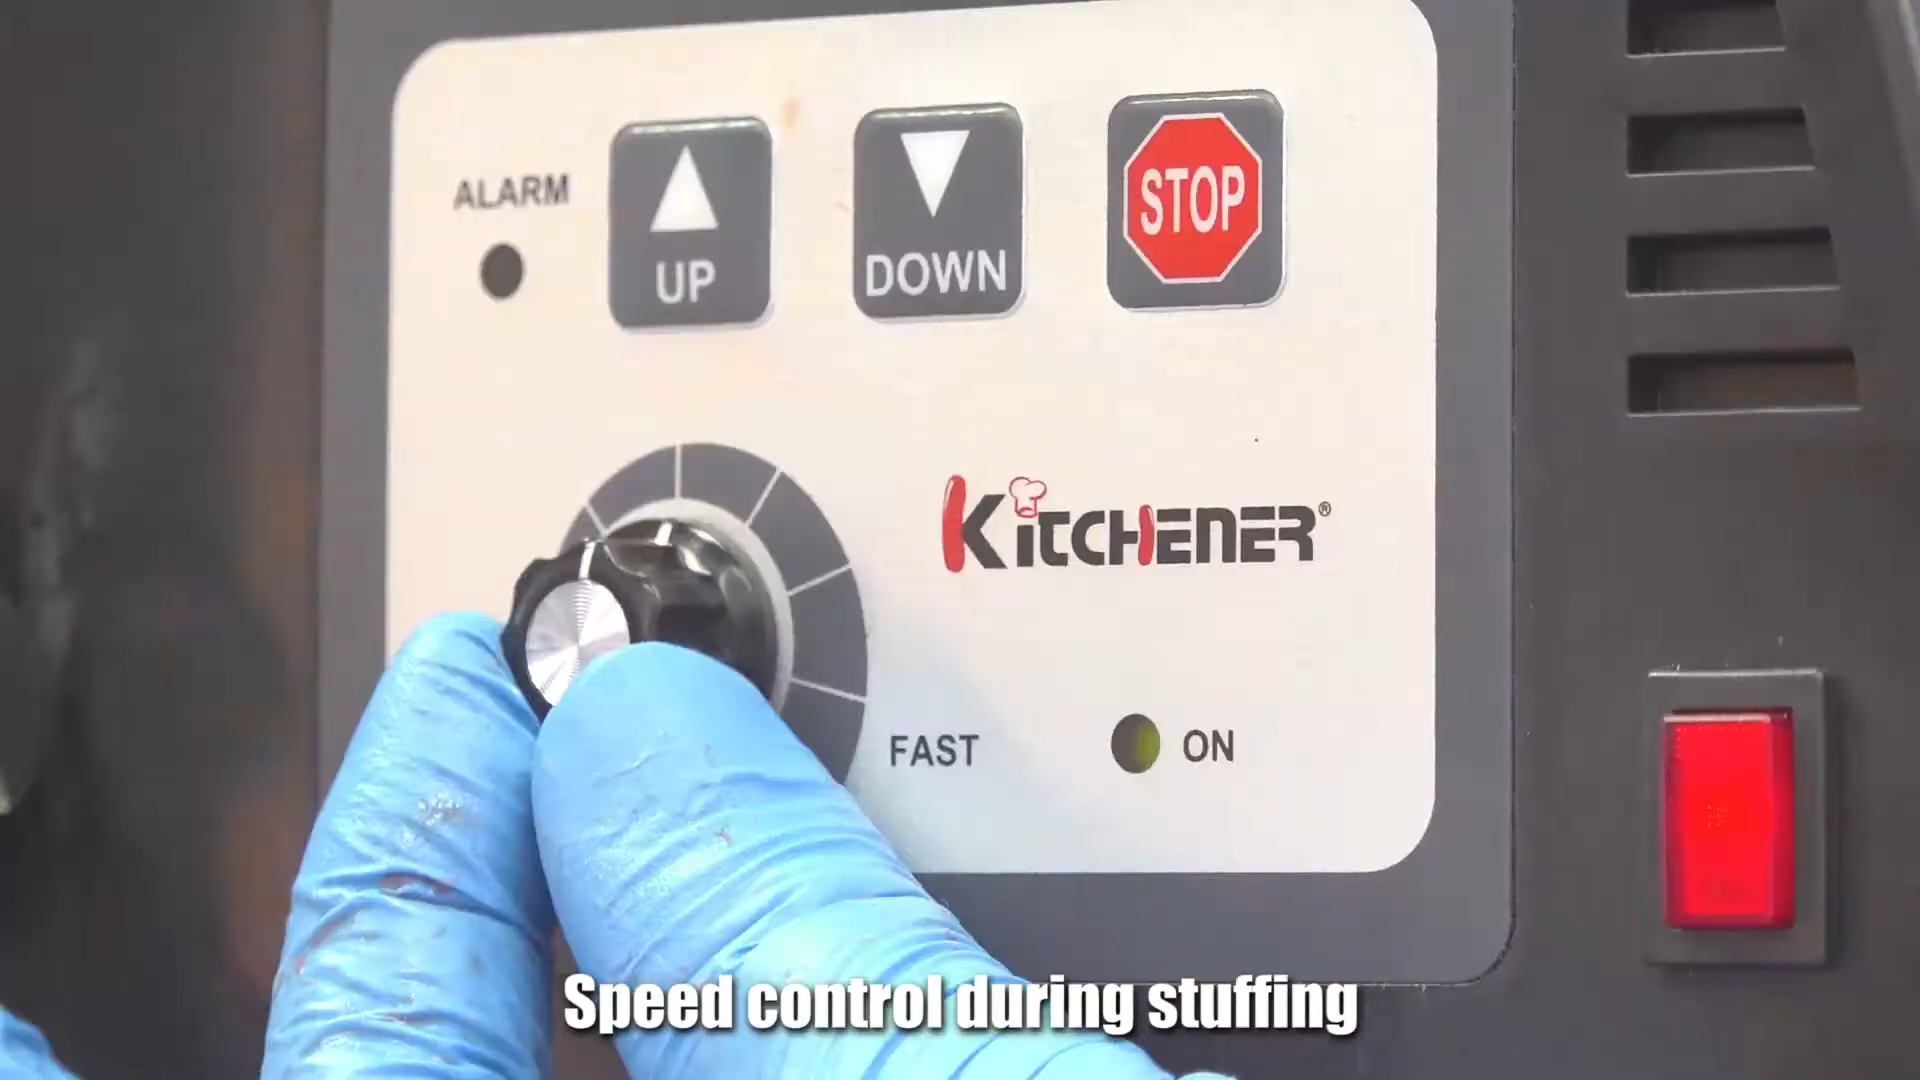 ALARM
UP
DOWN
STOP
KiTCHENER®
FAST
ON
Speed control during stuffing